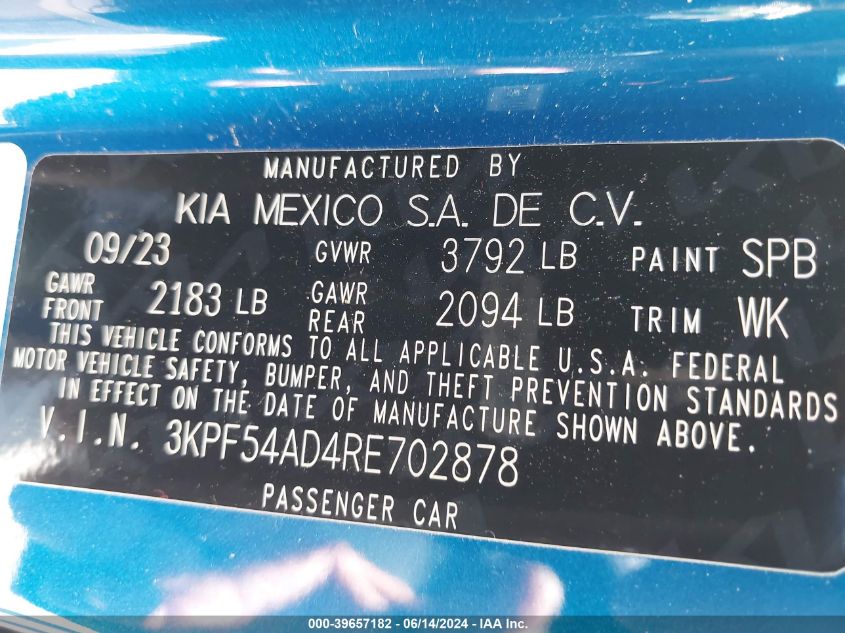 MANUFACTURED BY
KIA MEXICO S.A. DE C.V.
09/23 GVWR 3792 LB PAINT SPB
GAWR FRONT 2183 LB GAWR REAR 2094 LB TRIM WK
THIS VEHICLE CONFORMS TO ALL APPLICABLE U.S.A. FEDERAL
MOTOR VEHICLE SAFETY, BUMPER, AND THEFT PREVENTION STANDARDS
IN EFFECT ON THE DATE OF MANUFACTURE SHOWN ABOVE.
V.I.N. 3KPF54AD4RE702878
PASSENGER CAR
000-39657182 - 06/14/2024 - IAA Inc.